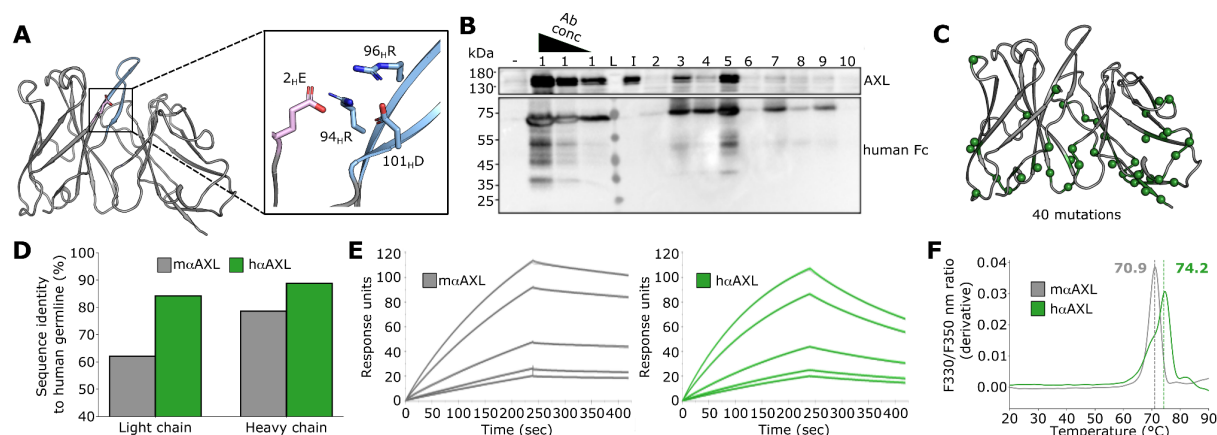 A
96HR
2HE
94HR
101HD
B
Ab
conc
kDa
- 1 1 1 L I 2 3 4 5 6 7 8 9 10
180
130
AXL
75
55
45
35
25
human Fc
C
40 mutations
D
Sequence identity
to human germline (%)
100
90
80
70
60
50
40
mαAXL
hαAXL
Light chain
Heavy chain
E
Response units
120
100
80
60
40
20
0
mαAXL
0 50 100 150 200 250 300 350 400
Time (sec)
Response units
120
100
80
60
40
20
0
hαAXL
0 50 100 150 200 250 300 350 400
Time (sec)
F
F330/F350 nm ratio
(derivative)
0.04
0.03
0.02
0.01
0.00
70.9
74.2
mαAXL
hαAXL
20 30 40 50 60 70 80 90
Temperature (°C)